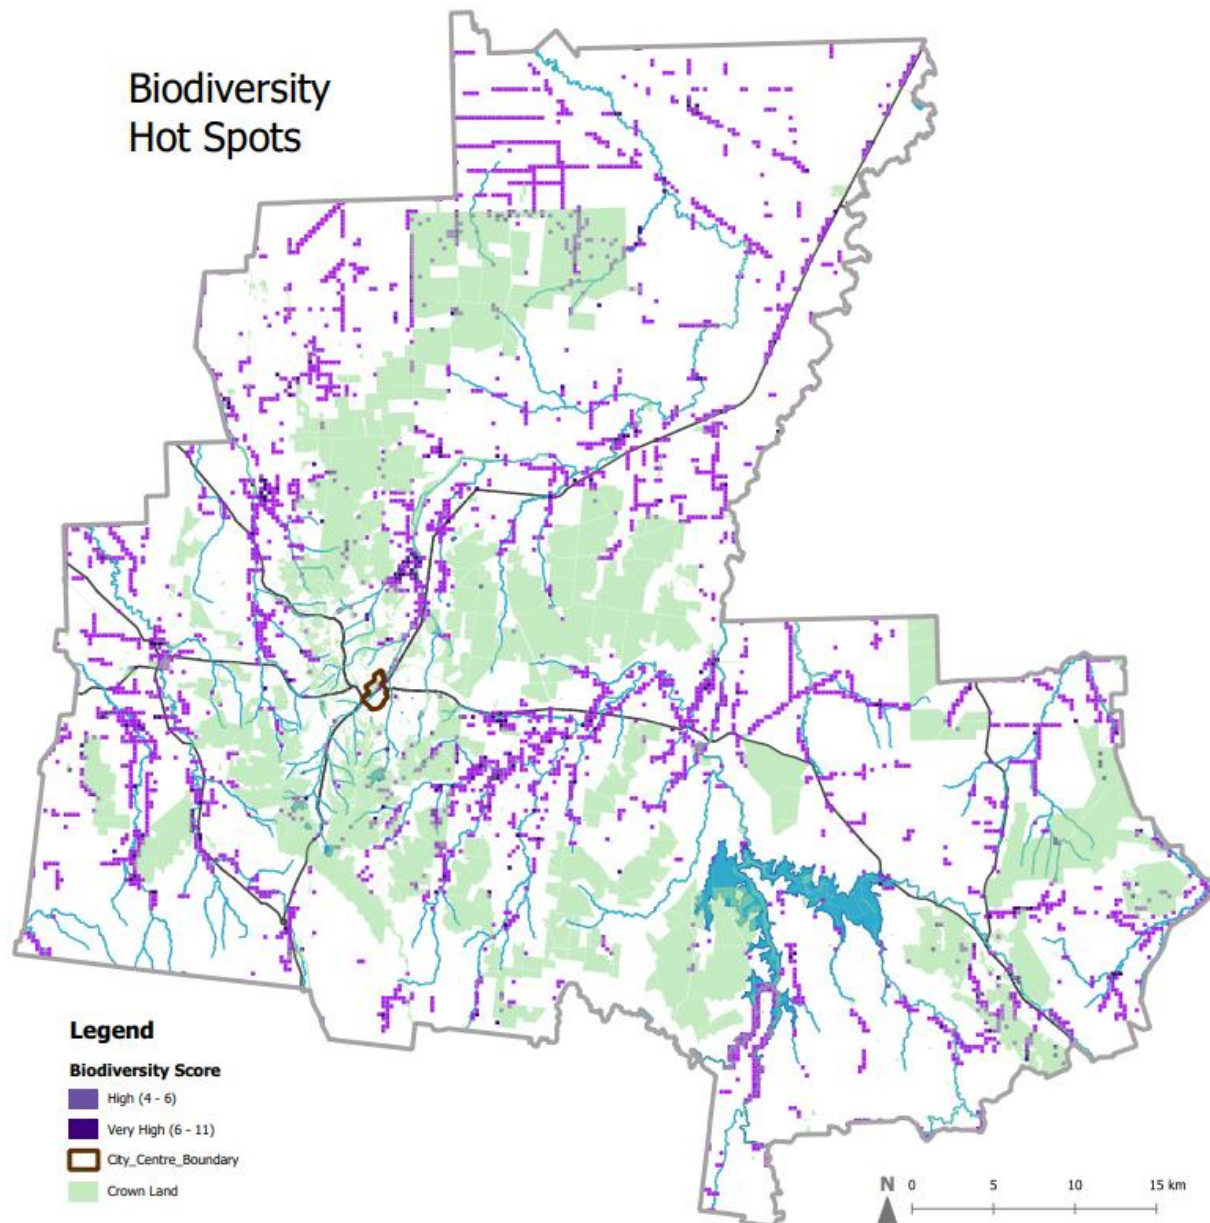 Biodiversity
Hot Spots
Legend
Biodiversity Score
High (4 - 6)
Very High (6 - 11)
City_Centre_Boundary
Crown Land
N 0 5 10 15 km